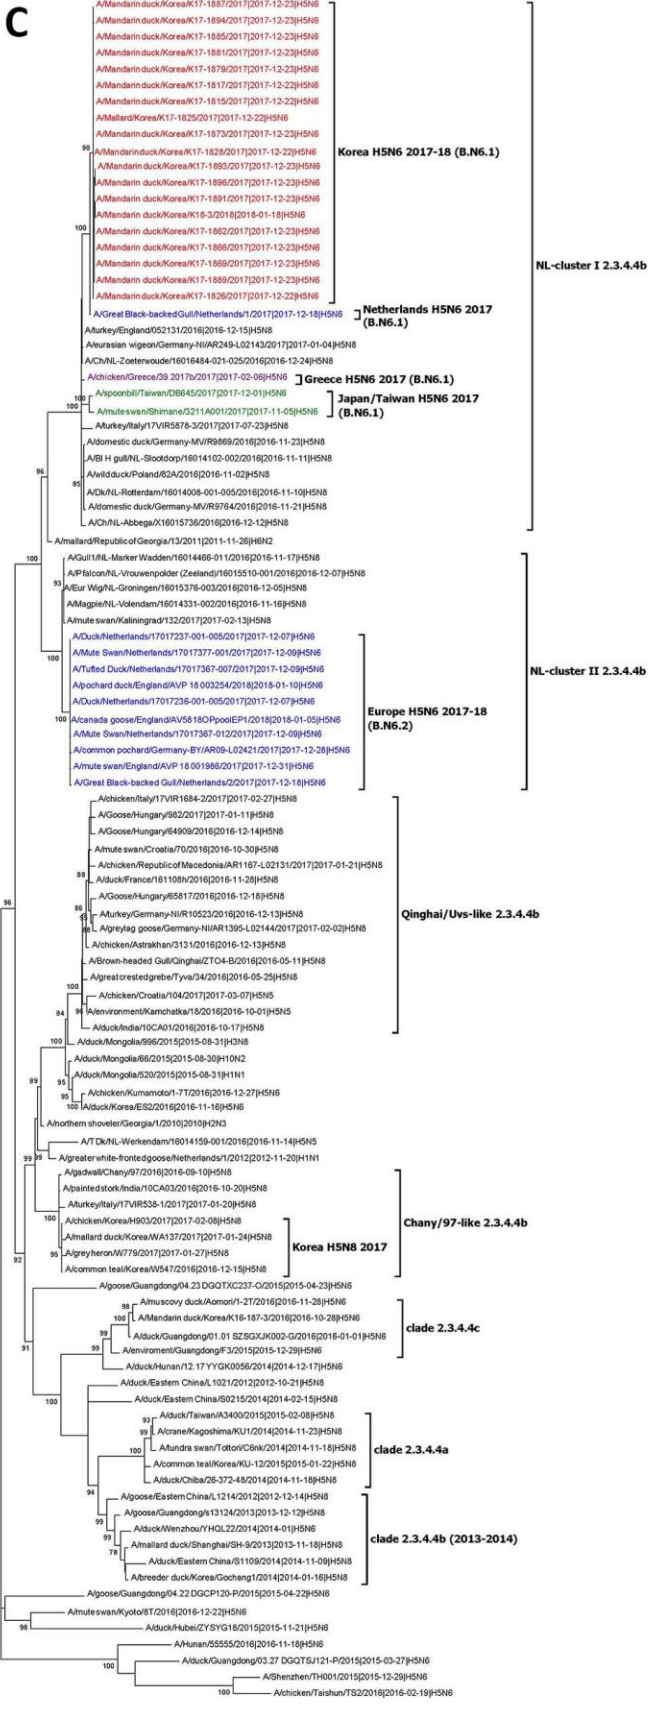 C
A/Mandarin duck/Korea/K17-1887/2017|2017-12-23|H5N6
A/Mandarin duck/Korea/K17-1894/2017|2017-12-23|H5N6
A/Mandarin duck/Korea/K17-1885/2017|2017-12-23|H5N6
A/Mandarin duck/Korea/K17-1881/2017|2017-12-23|H5N6
A/Mandarin duck/Korea/K17-1879/2017|2017-12-23|H5N6
A/Mandarin duck/Korea/K17-1817/2017|2017-12-22|H5N6
A/Mandarin duck/Korea/K17-1815/2017|2017-12-22|H5N6
A/Mallard/Korea/K17-1825/2017|2017-12-22|H5N6
A/Mandarin duck/Korea/K17-1873/2017|2017-12-23|H5N6
98
A/Mandarin duck/Korea/K17-1828/2017|2017-12-22|H5N6
Korea H5N6 2017-18 (B.N6.1)
A/Mandarin duck/Korea/K17-1893/2017|2017-12-23|H5N6
A/Mandarin duck/Korea/K17-1896/2017|2017-12-23|H5N6
A/Mandarin duck/Korea/K17-1891/2017|2017-12-23|H5N6
A/Mandarin duck/Korea/K18-3/2018|2018-01-18|H5N6
100
A/Mandarin duck/Korea/K17-1862/2017|2017-12-23|H5N6
A/Mandarin duck/Korea/K17-1866/2017|2017-12-23|H5N6
A/Mandarin duck/Korea/K17-1869/2017|2017-12-23|H5N6
NL-cluster I 2.3.4.4b
A/Mandarin duck/Korea/K17-1889/2017|2017-12-23|H5N6
A/Mandarin duck/Korea/K17-1826/2017|2017-12-22|H5N6
A/Great Black-backed Gull/Netherlands/1/2017|2017-12-18|H5N6
Netherlands H5N6 2017
(B.N6.1)
A/turkey/England/052131/2016|2016-12-15|H5N8
A/eurasian wigeon/Germany-NI/AR249-L02143/2017|2017-01-04|H5N8
A/Ch/NL-Zoeterwoude/16016484-021-025/2016|2016-12-24|H5N8
A/chicken/Greece/39 2017b/2017|2017-02-06|H5N6
Greece H5N6 2017 (B.N6.1)
A/spoonbill/Taiwan/DB645/2017|2017-12-01|H5N6
100
Japan/Taiwan H5N6 2017
(B.N6.1)
100
A/mute swan/Shimane/3211A001/2017|2017-11-05|H5N6
A/turkey/Italy/17VIR5878-3/2017|2017-07-23|H5N8
A/domestic duck/Germany-MV/R9869/2016|2016-11-23|H5N8
A/Bl H gull/NL-Slootdorp/16014102-002/2016|2016-11-11|H5N8
96
A/wild duck/Poland/82A/2016|2016-11-02|H5N8
85
A/Dk/NL-Rotterdam/16014008-001-005/2016|2016-11-10|H5N8
A/domestic duck/Germany-MV/R9764/2016|2016-11-21|H5N8
A/Ch/NL-Abbega/X16015736/2016|2016-12-12|H5N8
A/mallard/Republic of Georgia/13/2011|2011-11-26|H6N2
100
A/Gull1/NL-Marker Wadden/16014466-011/2016|2016-11-17|H5N8
A/Pfalcon/NL-Vrouwenpolder (Zeeland)/16015510-001/2016|2016-12-07|H5N8
93
A/Eur Wig/NL-Groningen/16015376-003/2016|2016-12-05|H5N8
A/Magpie/NL-Volendam/16014331-002/2016|2016-11-16|H5N8
A/mute swan/Kaliningrad/132/2017|2017-02-13|H5N8
A/Duck/Netherlands/17017237-001-005/2017|2017-12-07|H5N6
100
A/Mute Swan/Netherlands/17017377-001/2017|2017-12-09|H5N6
A/Tufted Duck/Netherlands/17017367-007/2017|2017-12-09|H5N6
NL-cluster II 2.3.4.4b
A/pochard duck/England/AVP 18 003254/2018|2018-01-10|H5N6
A/Duck/Netherlands/17017236-001-005/2017|2017-12-07|H5N6
Europe H5N6 2017-18
(B.N6.2)
100
A/canada goose/England/AV5818OPpoolEP1/2018|2018-01-05|H5N6
A/Mute Swan/Netherlands/17017367-012/2017|2017-12-09|H5N6
A/common pochard/Germany-BY/AR09-L02421/2017|2017-12-28|H5N6
A/mute swan/England/AVP 18 001986/2017|2017-12-31|H5N6
A/Great Black-backed Gull/Netherlands/2/2017|2017-12-18|H5N6
A/chicken/Italy/17VIR1684-2/2017|2017-02-27|H5N8
A/Goose/Hungary/982/2017|2017-01-11|H5N8
A/Goose/Hungary/64909/2016|2016-12-14|H5N8
A/mute swan/Croatia/70/2016|2016-10-30|H5N8
A/chicken/Republic of Macedonia/AR1167-L02131/2017|2017-01-21|H5N8
88
A/duck/France/161108h/2016|2016-11-28|H5N8
A/Goose/Hungary/65817/2016|2016-12-18|H5N8
96
86
A/turkey/Germany-NI/R10523/2016|2016-12-13|H5N8
Qinghai/Uvs-like 2.3.4.4b
A/greylag goose/Germany-NI/AR1395-L02144/2017|2017-02-02|H5N8
A/chicken/Astrakhan/3131/2016|2016-12-13|H5N8
A/Brown-headed Gull/Qinghai/ZTO4-B/2016|2016-05-11|H5N8
A/great crested grebe/Tyva/34/2016|2016-05-25|H5N8
100
A/chicken/Croatia/104/2017|2017-03-07|H5N5
96
A/environment/Kamchatka/18/2016|2016-10-01|H5N5
84
A/duck/India/10CA01/2016|2016-10-17|H5N8
100
A/duck/Mongolia/996/2015|2015-08-31|H3N8
A/duck/Mongolia/66/2015|2015-08-30|H10N2
A/duck/Mongolia/520/2015|2015-08-31|H1N1
89
95
95
A/chicken/Kumamoto/1-7T/2016|2016-12-27|H5N6
100
A/duck/Korea/ES2/2016|2016-11-16|H5N6
A/northern shoveler/Georgia/1/2010|2010|H2N3
A/T Dk/NL-Werkendam/16014159-001/2016|2016-11-14|H5N5
99
99
A/greater white-fronted goose/Netherlands/1/2012|2012-11-20|H1N1
A/gadwall/Chany/97/2016|2016-09-10|H5N8
A/painted stork/India/10CA03/2016|2016-10-20|H5N8
A/turkey/Italy/17VIR538-1/2017|2017-01-20|H5N8
100
A/chicken/Korea/H903/2017|2017-02-08|H5N8
Chany/97-like 2.3.4.4b
A/mallard duck/Korea/WA137/2017|2017-01-24|H5N8
Korea H5N8 2017
92
95
A/grey heron/W779/2017|2017-01-27|H5N8
A/common teal/Korea/W547/2016|2016-12-15|H5N8
A/goose/Guangdong/04.23 DGQTXC237-O/2015|2015-04-23|H5N6
98
A/muscovy duck/Aomori/1-2T/2016|2016-11-28|H5N6
100
A/Mandarin duck/Korea/K16-187-3/2016|2016-10-28|H5N6
clade 2.3.4.4c
99
A/duck/Guangdong/01.01 SZSGXJK002-G/2016|2016-01-01|H5N6
91
99
A/enviroment/Guangdong/F3/2015|2015-12-29|H5N6
A/duck/Hunan/12.17 YYGK0056/2014|2014-12-17|H5N6
A/duck/Eastern China/L1021/2012|2012-10-21|H5N8
100
A/duck/Eastern China/S0215/2014|2014-02-15|H5N8
93
A/duck/Taiwan/A3400/2015|2015-02-08|H5N8
99
A/crane/Kagoshima/KU1/2014|2014-11-23|H5N8
100
A/tundra swan/Tottori/C6nk/2014|2014-11-18|H5N8
clade 2.3.4.4a
A/common teal/Korea/KU-12/2015|2015-01-22|H5N8
A/duck/Chiba/26-372-48/2014|2014-11-18|H5N8
94
A/goose/Eastern China/L1214/2012|2012-12-14|H5N8
A/goose/Guangdong/s13124/2013|2013-12-12|H5N8
99
A/duck/Wenzhou/YHQL22/2014|2014-01|H5N6
99
clade 2.3.4.4b (2013-2014)
A/mallard duck/Shanghai/SH-9/2013|2013-11-18|H5N8
78
A/duck/Eastern China/S1109/2014|2014-11-09|H5N8
A/breeder duck/Korea/Gochang1/2014|2014-01-16|H5N8
A/goose/Guangdong/04.22 DGCP120-P/2015|2015-04-22|H5N6
A/mute swan/Kyoto/8T/2016|2016-12-22|H5N6
98
A/duck/Hubei/ZYSYG18/2015|2015-11-21|H5N6
A/Hunan/55555/2016|2016-11-18|H5N6
100
A/duck/Guangdong/03.27 DGQTSJ121-P/2015|2015-03-27|H5N6
A/Shenzhen/TH001/2015|2015-12-29|H5N6
100
A/chicken/Taishun/TS2/2016|2016-02-19|H5N6
96